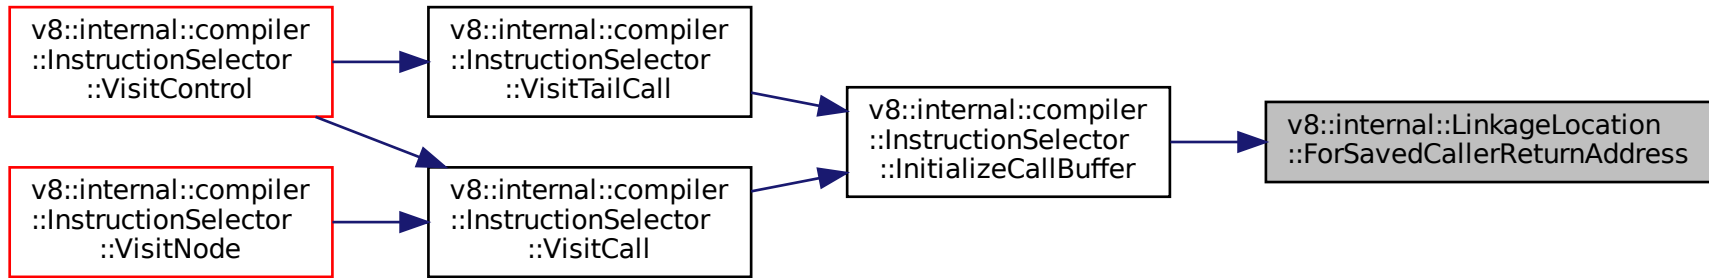 v8::internal::compiler
::InstructionSelector
::VisitControl
v8::internal::compiler
::InstructionSelector
::VisitTailCall
v8::internal::compiler
::InstructionSelector
::InitializeCallBuffer
v8::internal::LinkageLocation
::ForSavedCallerReturnAddress
v8::internal::compiler
::InstructionSelector
::VisitNode
v8::internal::compiler
::InstructionSelector
::VisitCall